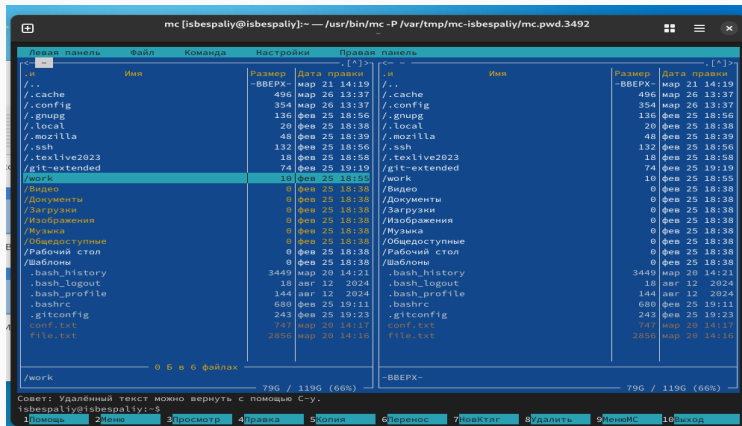 mc [isbespaliy@isbespaliy]:~ — /usr/bin/mc -P /var/tmp/mc-isbespaliy/mc.pwd.3492
~
Левая панель Файл Команда Настройки Правая панель
<— ~ .[^]> <— ~ .[^]>
.и Имя Размер Дата правки .и Имя Размер Дата правки
/.. -ВВЕРХ- мар 21 14:19 /.. -ВВЕРХ- мар 21 14:19
/.cache 496 мар 26 13:37 /.cache 496 мар 26 13:37
/.config 354 мар 26 13:37 /.config 354 мар 26 13:37
/.gnupg 136 фев 25 18:56 /.gnupg 136 фев 25 18:56
/.local 20 фев 25 18:38 /.local 20 фев 25 18:38
/.mozilla 48 фев 25 18:39 /.mozilla 48 фев 25 18:39
/.ssh 132 фев 25 18:56 /.ssh 132 фев 25 18:56
/.texlive2023 18 фев 25 18:58 /.texlive2023 18 фев 25 18:58
/git-extended 74 фев 25 19:19 /git-extended 74 фев 25 19:19
/work 10 фев 25 18:55 /work 10 фев 25 18:55
/Видео 0 фев 25 18:38 /Видео 0 фев 25 18:38
/Документы 0 фев 25 18:38 /Документы 0 фев 25 18:38
/Загрузки 0 фев 25 18:38 /Загрузки 0 фев 25 18:38
/Изображения 0 фев 25 18:38 /Изображения 0 фев 25 18:38
/Музыка 0 фев 25 18:38 /Музыка 0 фев 25 18:38
/Общедоступные 0 фев 25 18:38 /Общедоступные 0 фев 25 18:38
/Рабочий стол 0 фев 25 18:38 /Рабочий стол 0 фев 25 18:38
/Шаблоны 0 фев 25 18:38 /Шаблоны 0 фев 25 18:38
.bash_history 3449 мар 20 14:21 .bash_history 3449 мар 20 14:21
.bash_logout 18 авг 12 2024 .bash_logout 18 авг 12 2024
.bash_profile 144 авг 12 2024 .bash_profile 144 авг 12 2024
.bashrc 680 фев 25 19:11 .bashrc 680 фев 25 19:11
.gitconfig 243 фев 25 19:23 .gitconfig 243 фев 25 19:23
conf.txt 747 мар 20 14:17 conf.txt 747 мар 20 14:17
file.txt 2856 мар 20 14:16 file.txt 2856 мар 20 14:16
0 Б в 6 файлах
/work -ВВЕРХ-
79G / 119G (66%) 79G / 119G (66%)
Совет: Удалённый текст можно вернуть с помощью C-y.
isbespaliy@isbespaliy:~$
1Помощь 2Меню 3Просмотр 4Правка 5Копия 6Перенос 7НовКтлг 8Удалить 9МенюMC 10Выход